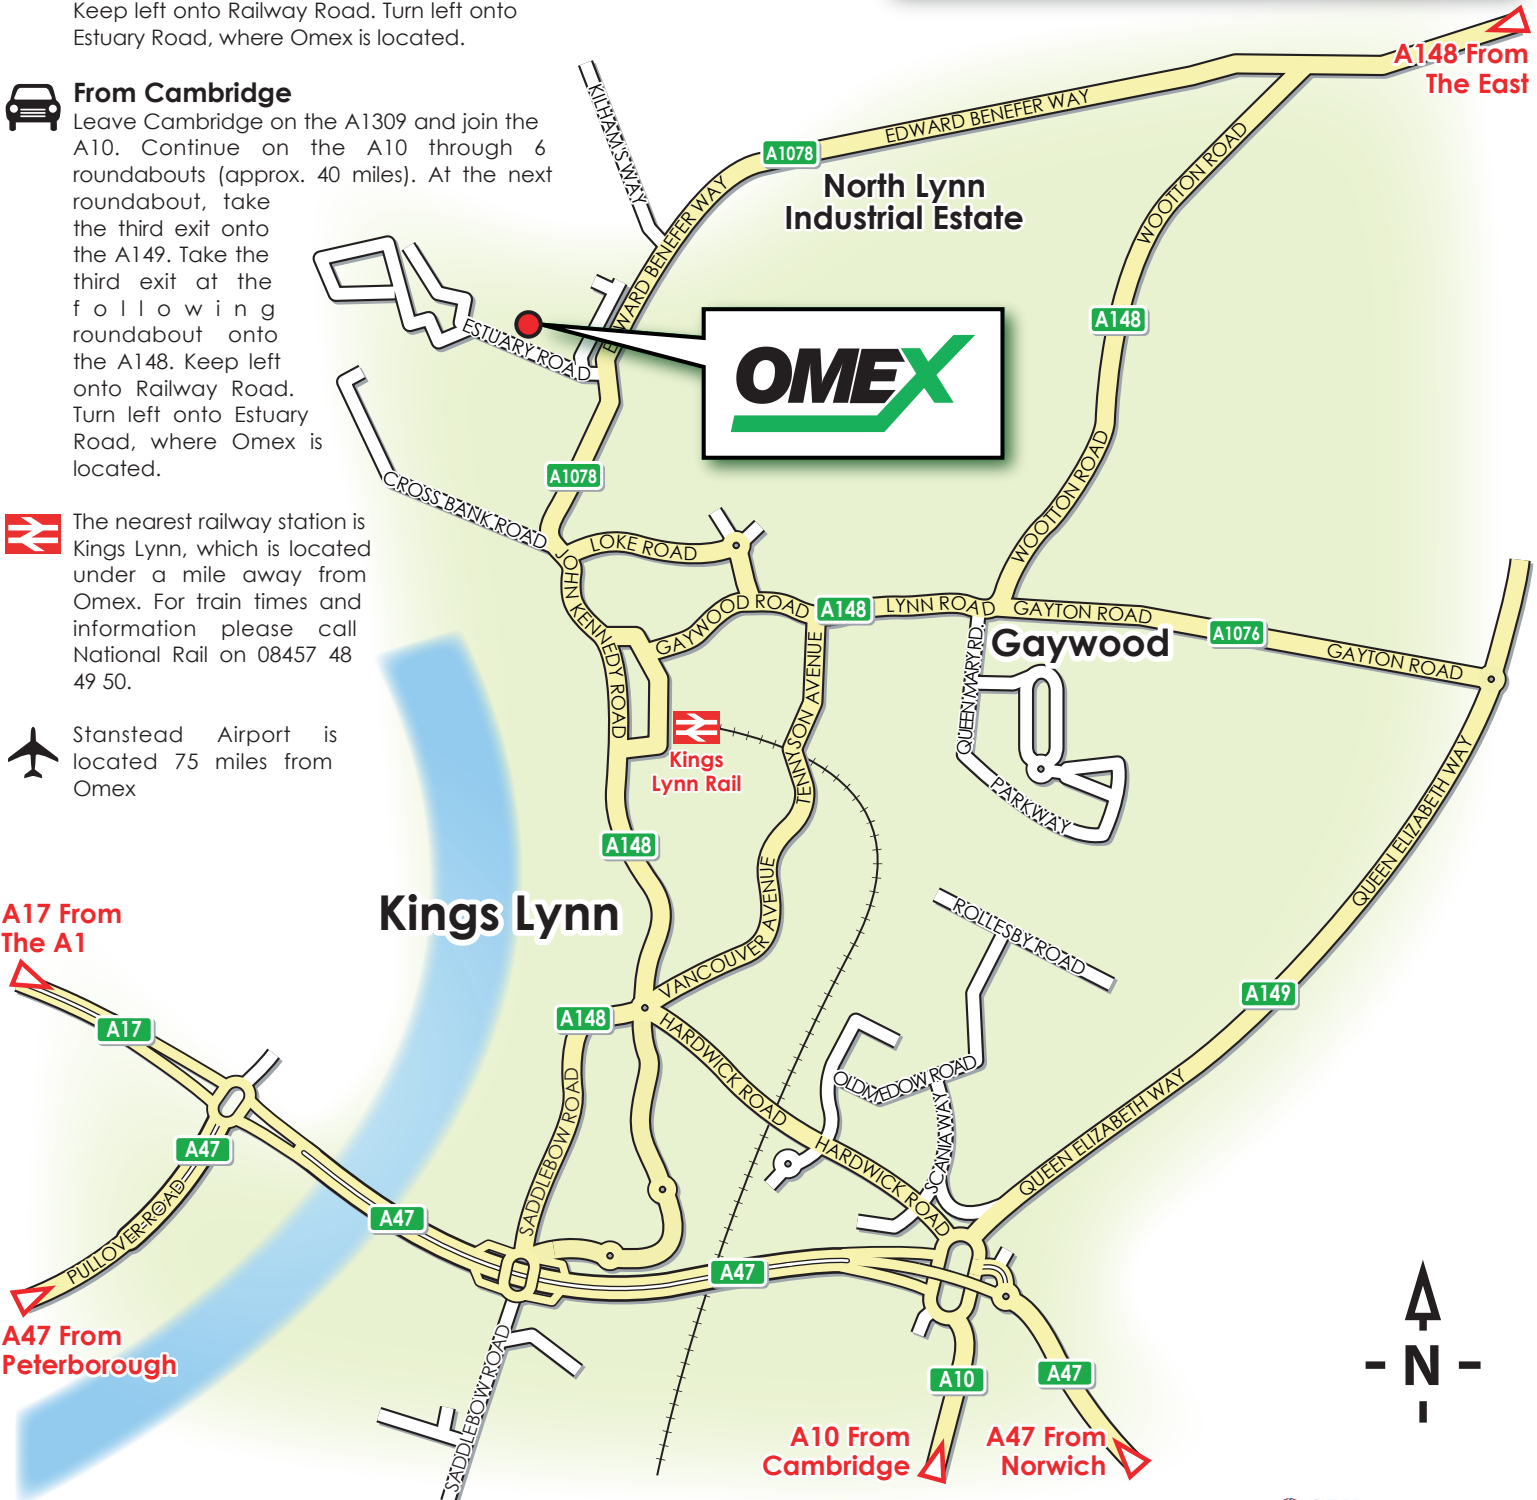 Keep left onto Railway Road. Turn left onto
Estuary Road, where Omex is located.
From Cambridge
Leave Cambridge on the A1309 and join the
A10. Continue on the A10 through 6
roundabouts (approx. 40 miles). At the next
roundabout, take
the third exit onto
the A149. Take the
third exit at the
following
roundabout onto
the A148. Keep left
onto Railway Road.
Turn left onto Estuary
Road, where Omex is
located.
The nearest railway station is
Kings Lynn, which is located
under a mile away from
Omex. For train times and
information please call
National Rail on 08457 48
49 50.
Stanstead Airport is
located 75 miles from
Omex
A148 From
The East
KILHAM'S WAY
EDWARD BENEFER WAY
A1078
EDWARD BENEFER WAY
North Lynn
Industrial Estate
WOOTTON ROAD
A148
ESTUARY ROAD
OMEX
A1078
CROSS BANK ROAD
WOOTTON ROAD
LOKE ROAD
JOHN KENNEDY ROAD
GAYWOOD ROAD
A148
LYNN ROAD
GAYTON ROAD
A1076
GAYTON ROAD
Gaywood
QUEEN MARY RD.
PARKWAY
TENNYSON AVENUE
Kings
Lynn Rail
A148
QUEEN ELIZABETH WAY
Kings Lynn
VANCOUVER AVENUE
ROLLESBY ROAD
A17 From
The A1
A17
A148
A149
HARDWICK ROAD
OLDMEDOW ROAD
SADDLEBOW ROAD
SCANIA WAY
HARDWICK ROAD
QUEEN ELIZABETH WAY
A47
PULLOVER ROAD
A47
A47
A47 From
Peterborough
SADDLEBOW ROAD
A10
A47
A10 From
Cambridge
A47 From
Norwich
N